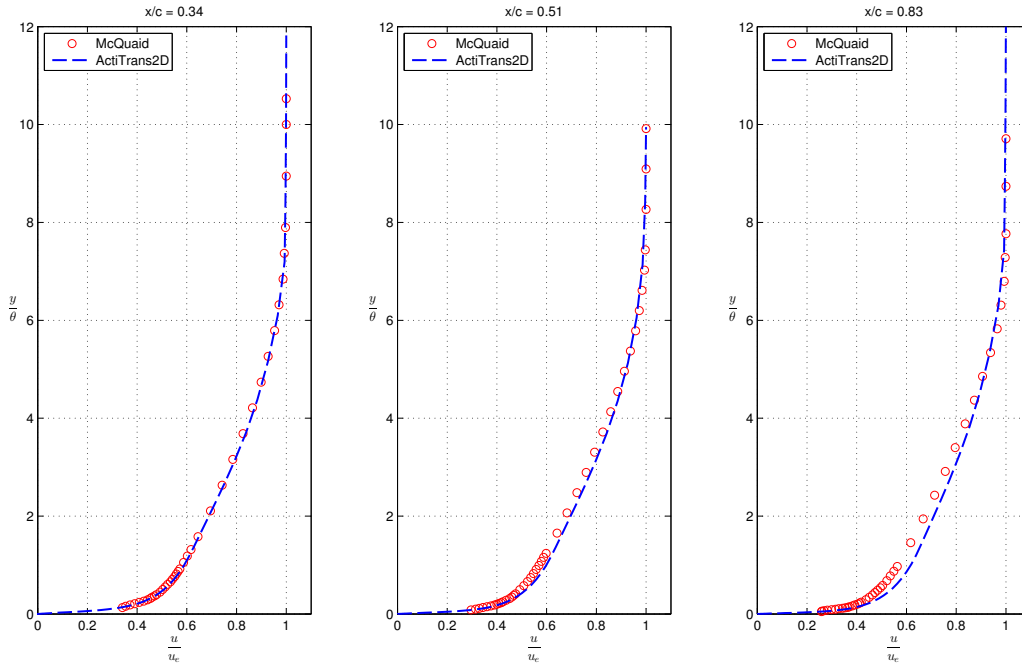 x/c = 0.34
12
10
8
6
4
2
0
y
θ
McQuaid
ActiTrans2D
0 0.2 0.4 0.6 0.8 1
u
u_e
x/c = 0.51
12
10
8
6
4
2
0
y
θ
McQuaid
ActiTrans2D
0 0.2 0.4 0.6 0.8 1
u
u_e
x/c = 0.83
12
10
8
6
4
2
0
y
θ
McQuaid
ActiTrans2D
0 0.2 0.4 0.6 0.8 1
u
u_e